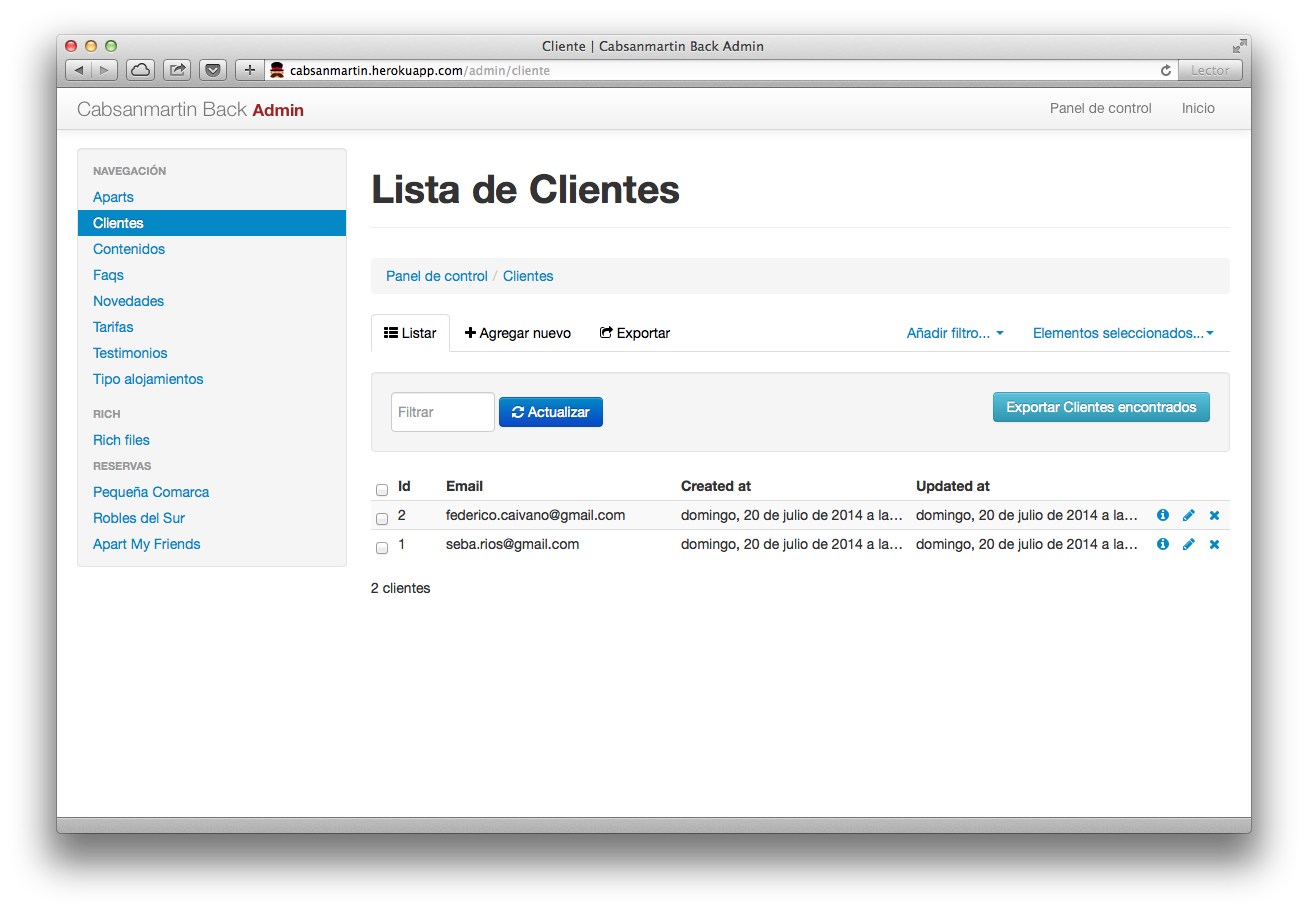 Cliente | Cabsanmartin Back Admin
cabsanmartin.herokuapp.com/admin/cliente
Lector
Cabsanmartin Back Admin
Panel de control Inicio
NAVEGACIÓN
Aparts
Clientes
Contenidos
Faqs
Novedades
Tarifas
Testimonios
Tipo alojamientos
RICH
Rich files
RESERVAS
Pequeña Comarca
Robles del Sur
Apart My Friends
Lista de Clientes
Panel de control / Clientes
Listar Agregar nuevo Exportar Añadir filtro... Elementos seleccionados...
Filtrar Actualizar Exportar Clientes encontrados
Id Email Created at Updated at
2 federico.caivano@gmail.com domingo, 20 de julio de 2014 a la... domingo, 20 de julio de 2014 a la...
1 seba.rios@gmail.com domingo, 20 de julio de 2014 a la... domingo, 20 de julio de 2014 a la...
2 clientes